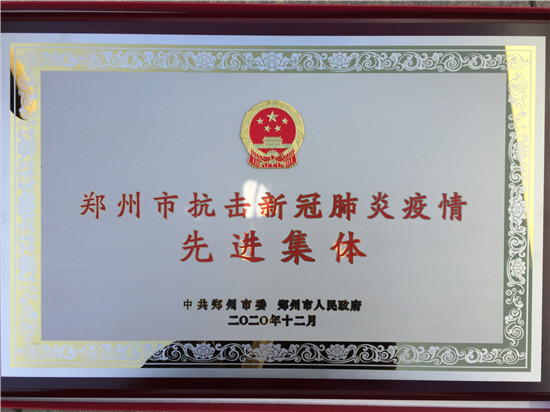 郑州市抗击新冠肺炎疫情
先进集体
中共郑州市委 郑州市人民政府
二〇二〇年十二月